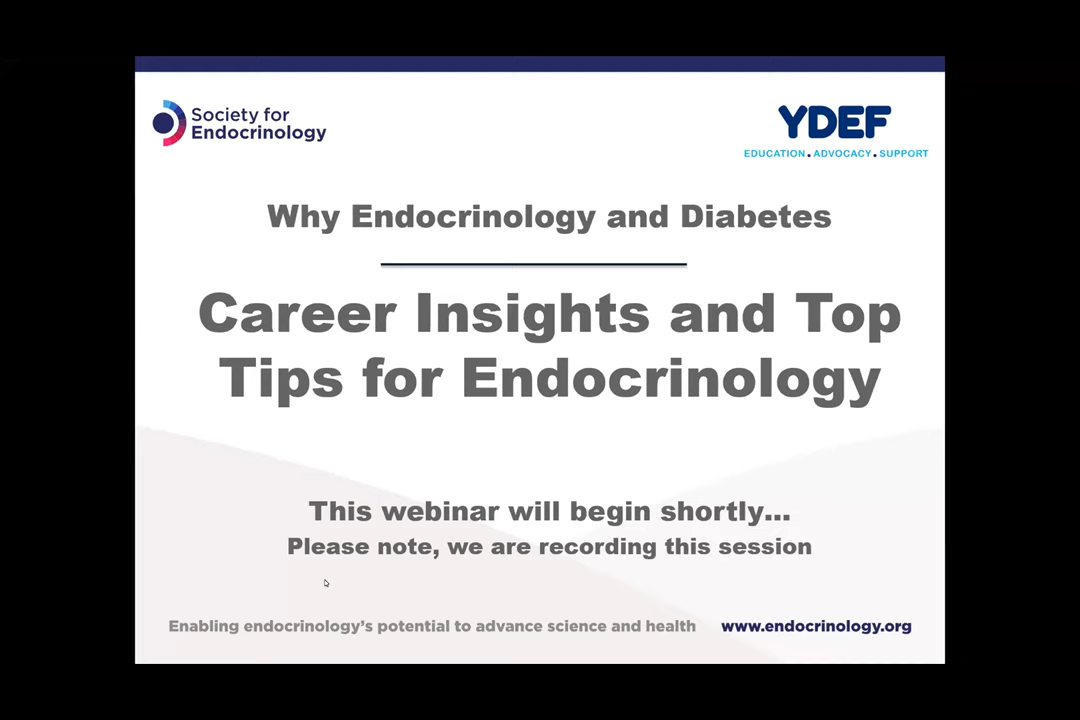 Society for
Endocrinology
YDEF
EDUCATION . ADVOCACY . SUPPORT
Why Endocrinology and Diabetes
Career Insights and Top
Tips for Endocrinology
This webinar will begin shortly...
Please note, we are recording this session
Enabling endocrinology’s potential to advance science and health
www.endocrinology.org